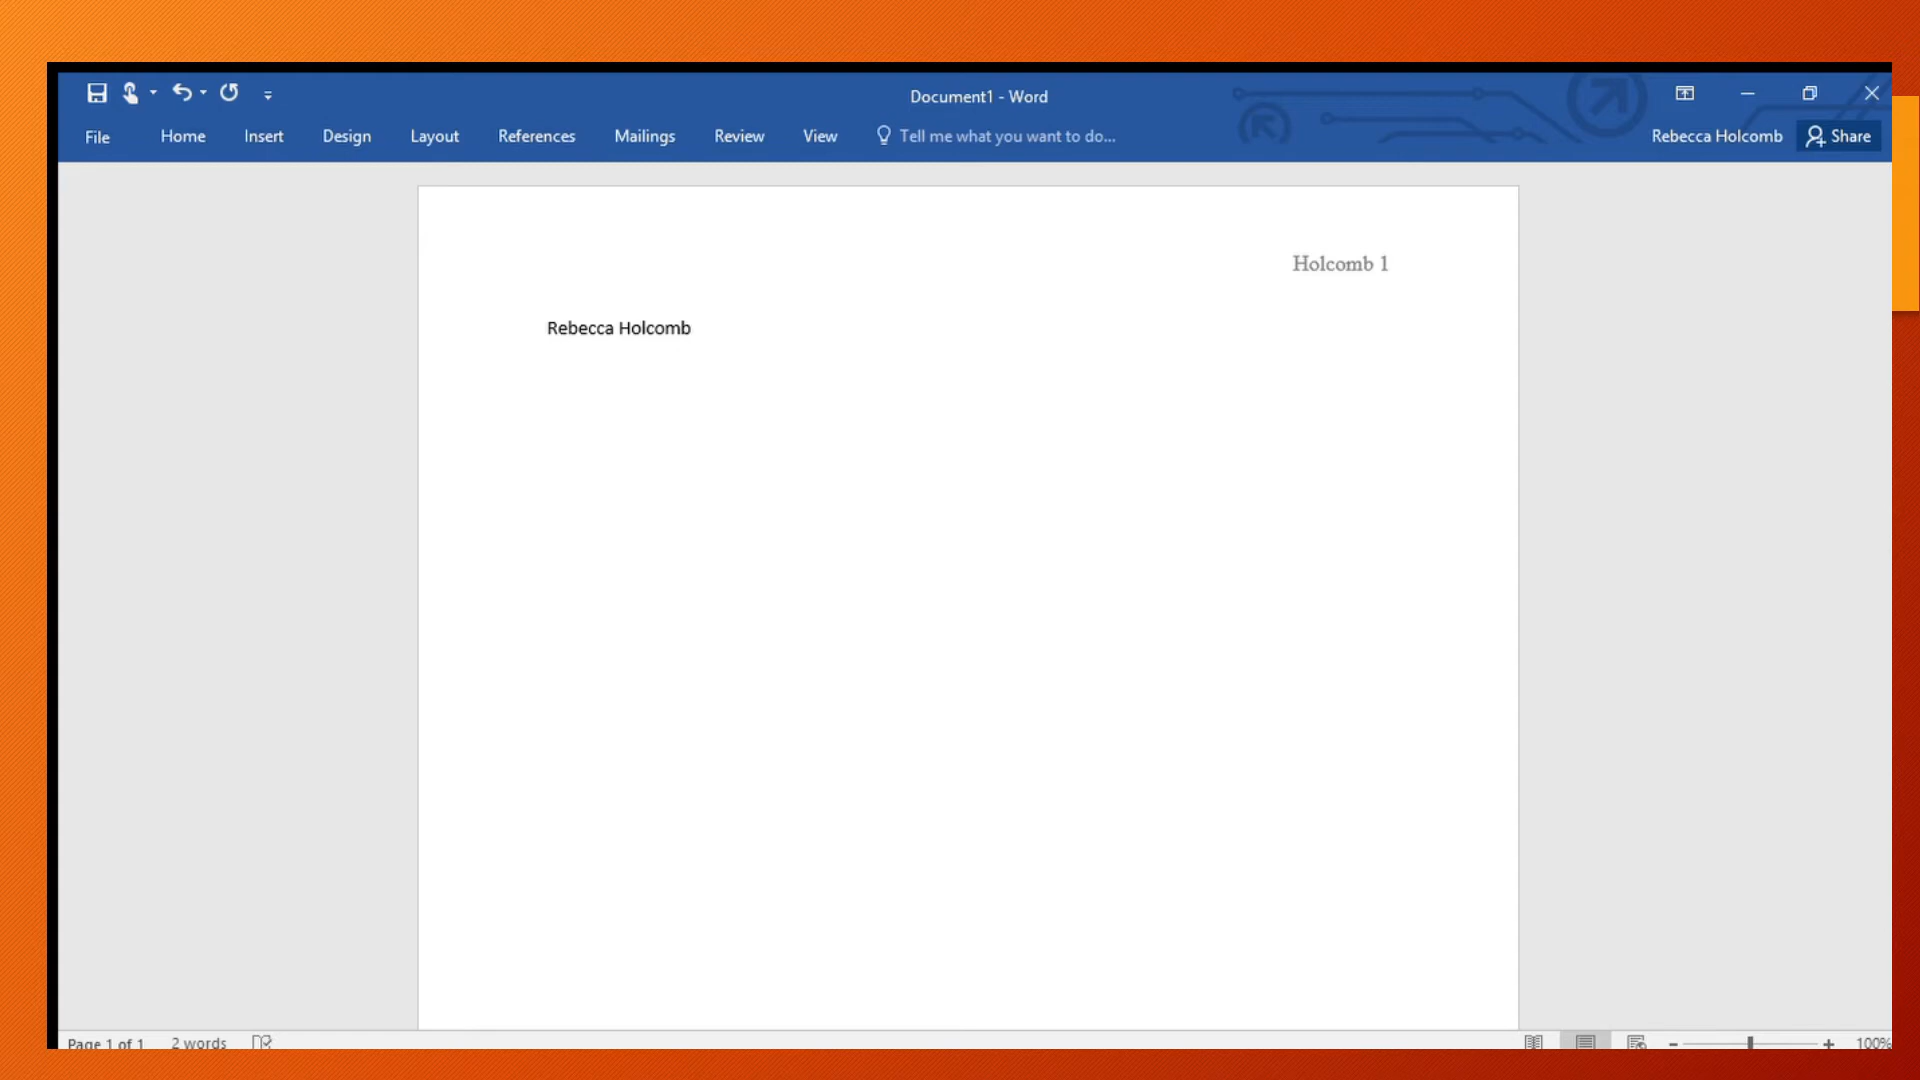 Document1 - Word
File Home Insert Design Layout References Mailings Review View Tell me what you want to do... Rebecca Holcomb Share
Holcomb 1
Rebecca Holcomb
Page 1 of 1 2 words 100%